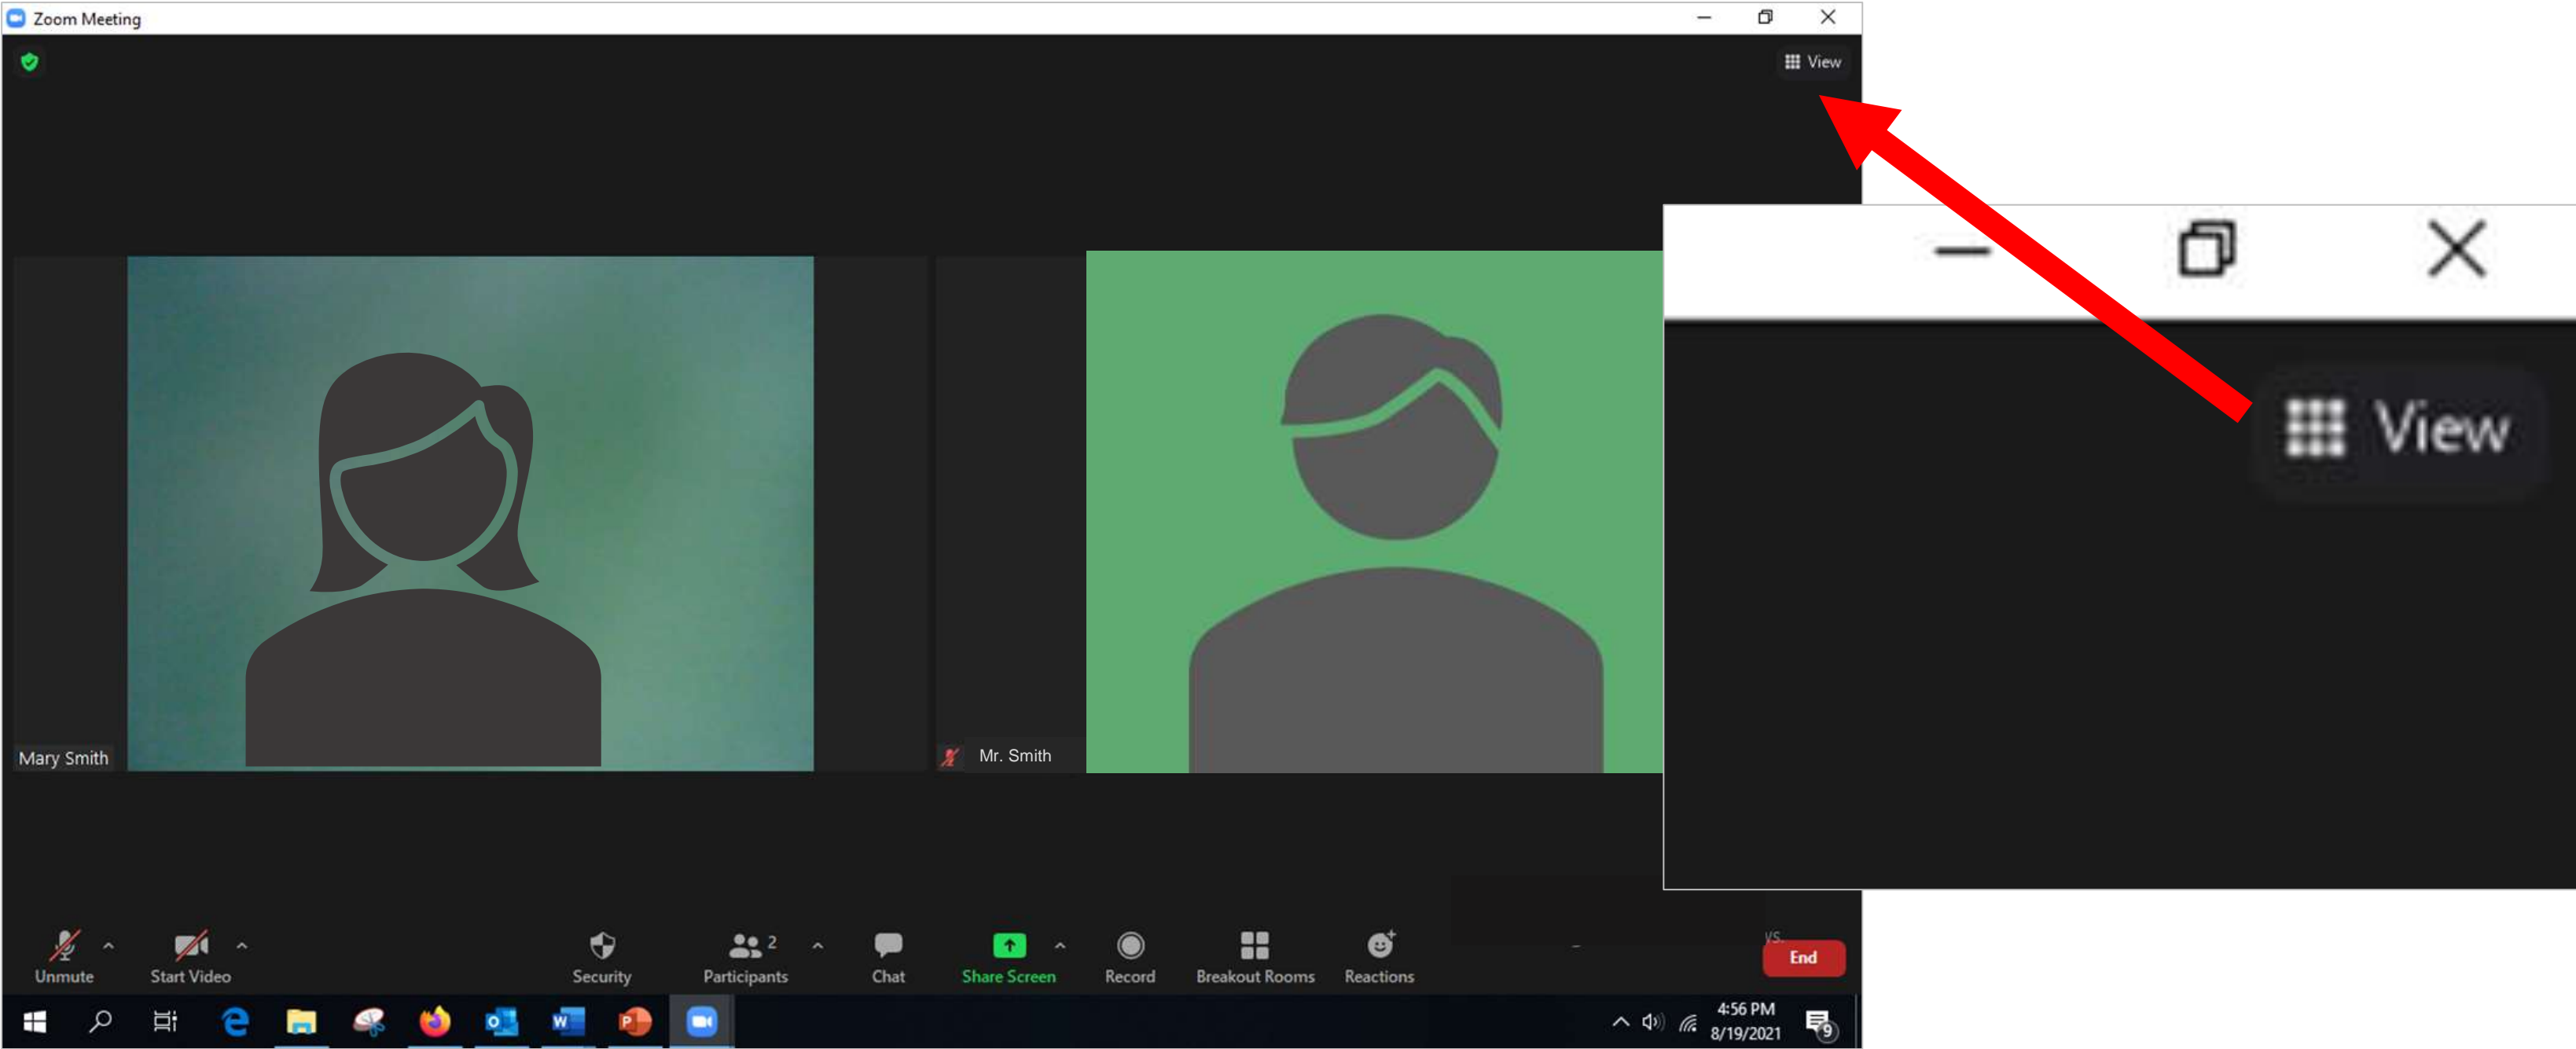 Zoom Meeting
View
View
Mary Smith
Mr. Smith
2
Unmute
Start Video
Security
Participants
Chat
Share Screen
Record
Breakout Rooms
Reactions
End
4:56 PM
8/19/2021
9